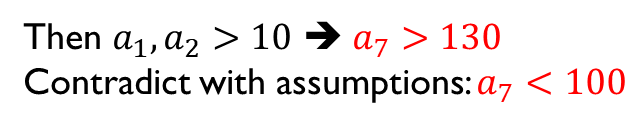 Then a₁, a₂ > 10 ➔ a₇ > 130
Contradict with assumptions: a₇ < 100